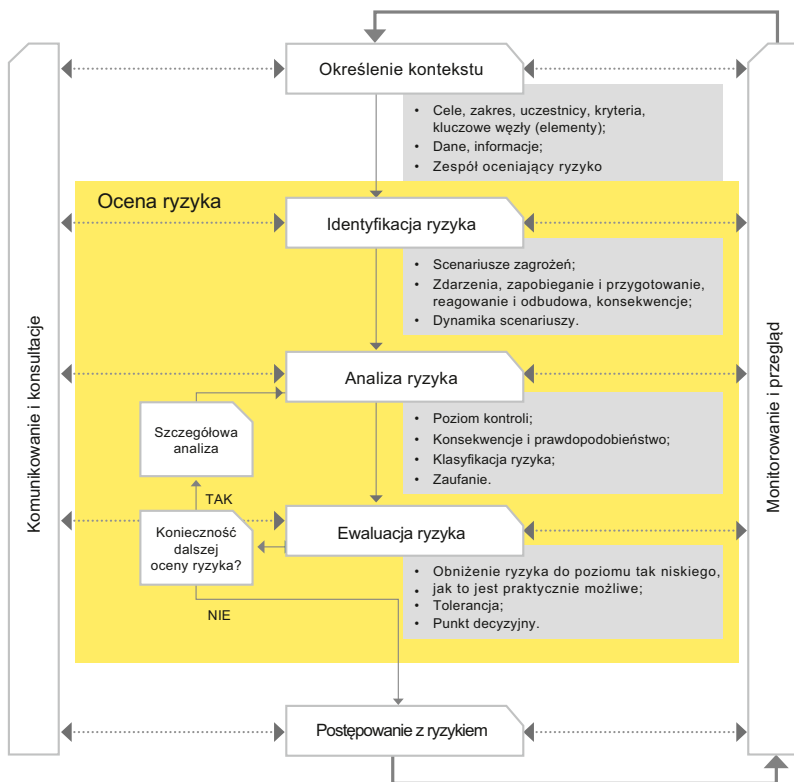 Określenie kontekstu
• Cele, zakres, uczestnicy, kryteria,
kluczowe węzły (elementy);
• Dane, informacje;
• Zespół oceniający ryzyko
Ocena ryzyka
Identyfikacja ryzyka
• Scenariusze zagrożeń;
• Zdarzenia, zapobieganie i przygotowanie,
reagowanie i odbudowa, konsekwencje;
• Dynamika scenariuszy.
Komunikowanie i konsultacje
Monitorowanie i przegląd
Analiza ryzyka
• Poziom kontroli;
• Konsekwencje i prawdopodobieństwo;
• Klasyfikacja ryzyka;
• Zaufanie.
Szczegółowa
analiza
TAK
Ewaluacja ryzyka
Konieczność
dalszej
oceny ryzyka?
• Obniżenie ryzyka do poziomu tak niskiego,
jak to jest praktycznie możliwe;
• Tolerancja;
• Punkt decyzyjny.
NIE
Postępowanie z ryzykiem